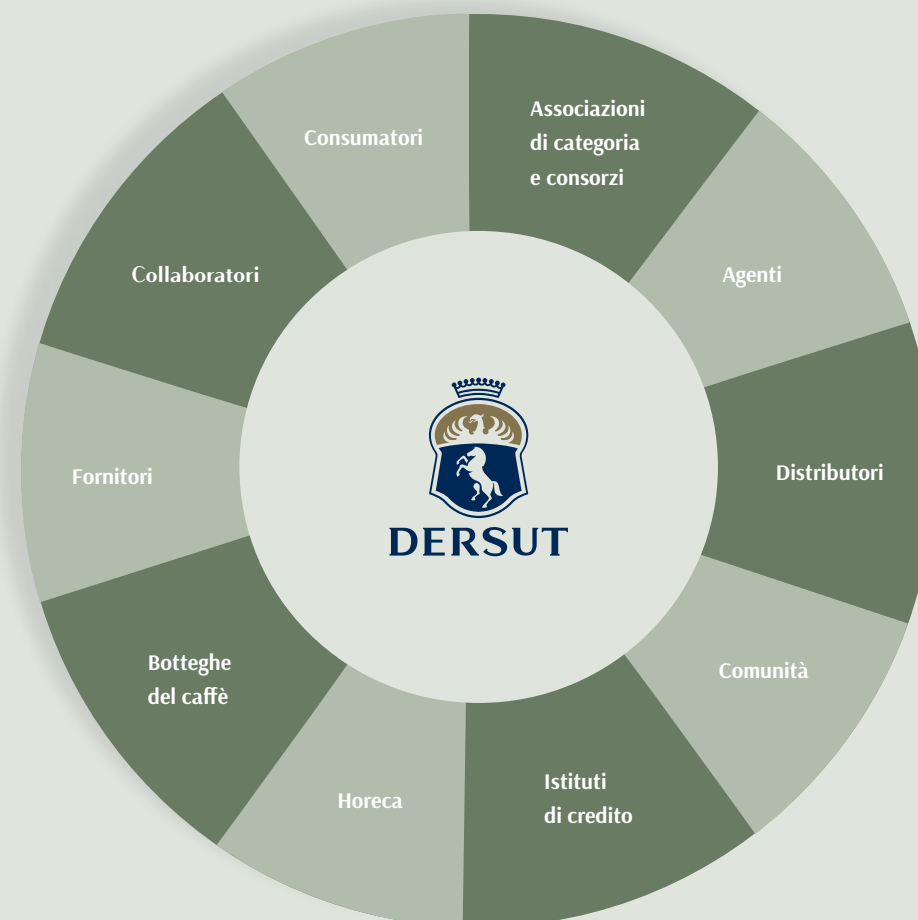 Associazioni
di categoria
e consorzi
Consumatori
Agenti
Collaboratori
Distributori
Fornitori
DERSUT
Comunità
Botteghe
del caffè
Istituti
di credito
Horeca